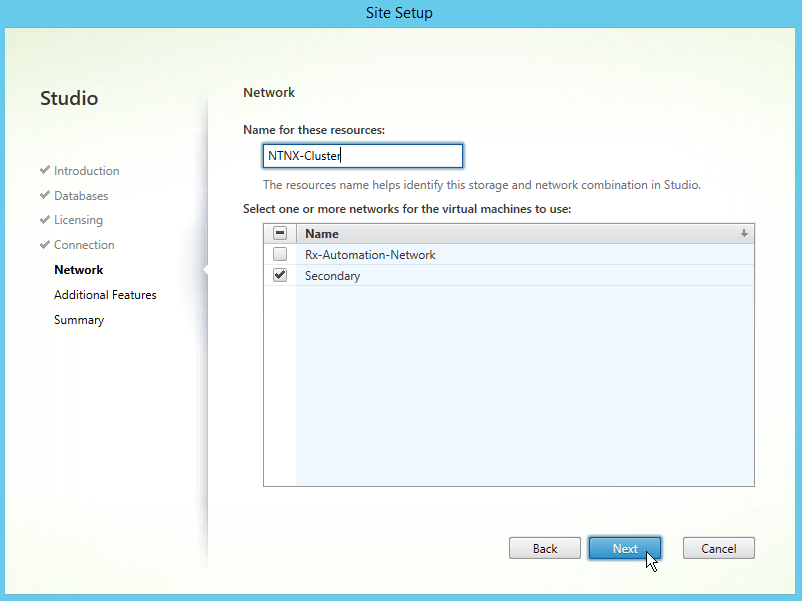 Site Setup
Studio
Introduction
Databases
Licensing
Connection
Network
Additional Features
Summary
Network
Name for these resources:
NTNX-Cluster
The resources name helps identify this storage and network combination in Studio.
Select one or more networks for the virtual machines to use:
Name
Rx-Automation-Network
Secondary
Back Next Cancel